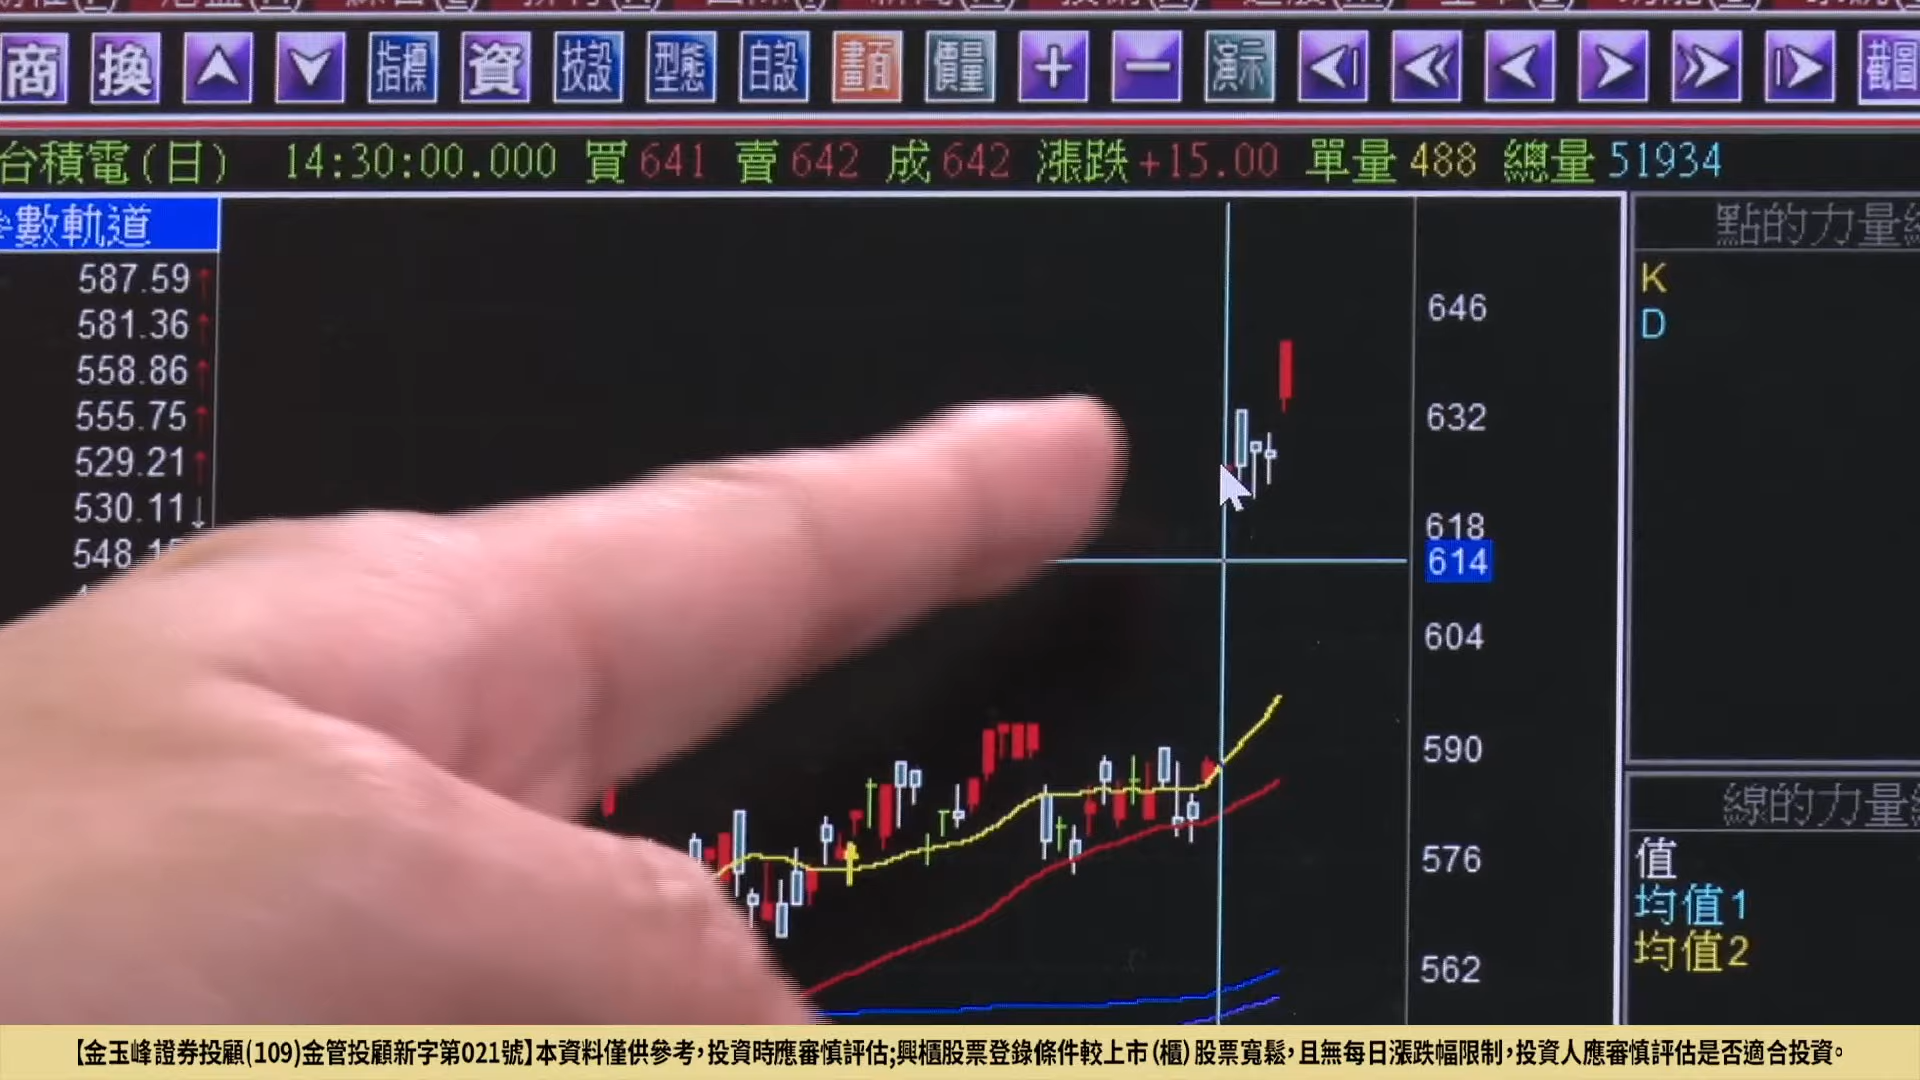 商 換 指標 資 技設 型態 自設 畫面 價量 演示 截圖
台積電(日) 14:30:00.000 買 641 賣 642 成 642 漲跌 +15.00 單量 488 總量 51934
數軌道
587.59↑
581.36↑
558.86↑
555.75↑
529.21↑
530.11↓
548.15
646
632
618
614
604
590
576
562
點的力量
K
D
線的力量
值
均值1
均值2
【金玉峰證券投顧(109)金管投顧新字第021號】本資料僅供參考,投資時應審慎評估;興櫃股票登錄條件較上市(櫃)股票寬鬆,且無每日漲跌幅限制,投資人應審慎評估是否適合投資。